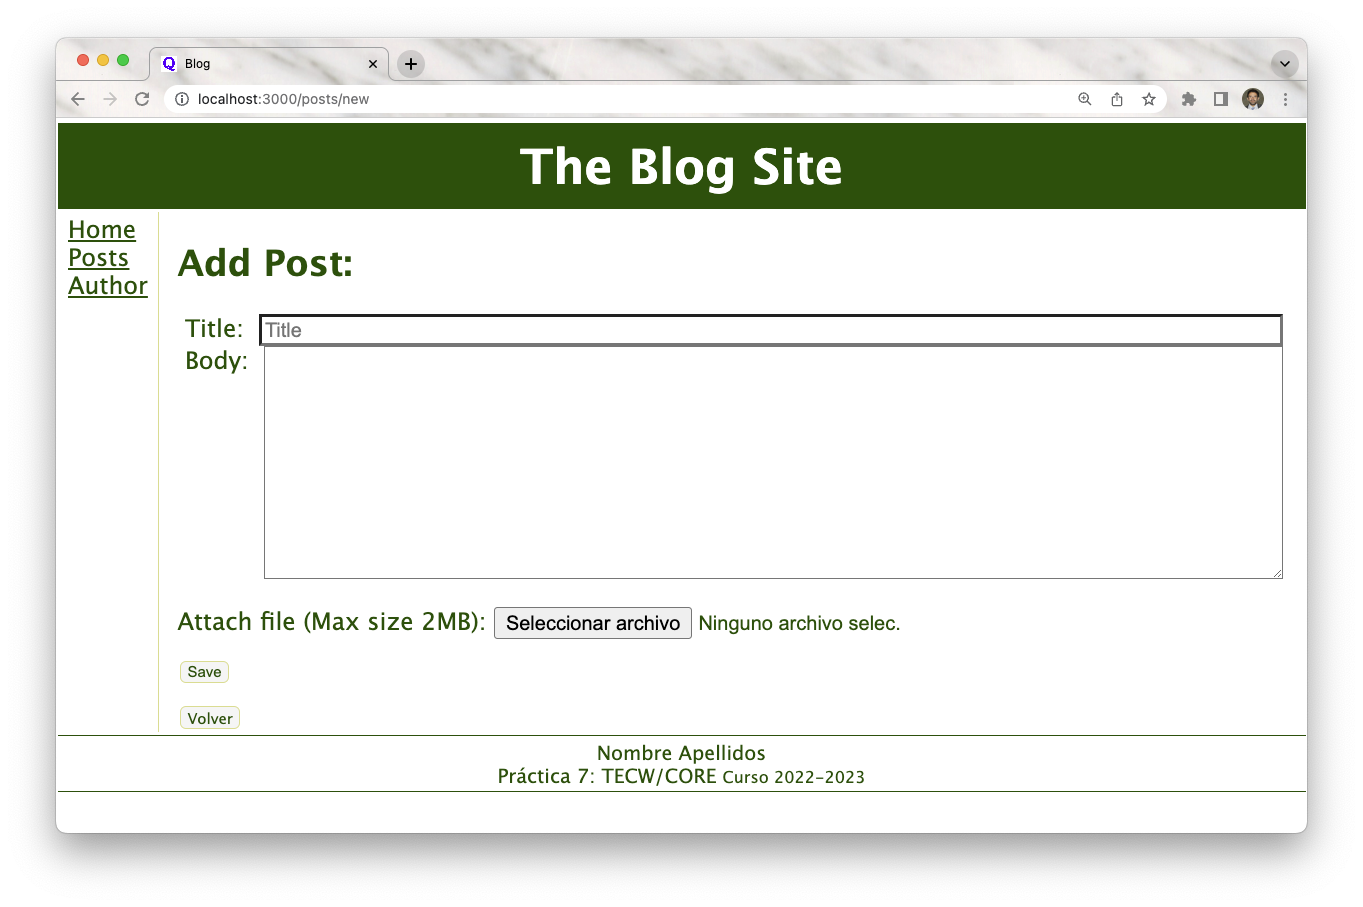 Blog
localhost:3000/posts/new
The Blog Site
Home
Posts
Author
Add Post:
Title: Title
Body:
Attach file (Max size 2MB): Seleccionar archivo Ninguno archivo selec.
Save
Volver
Nombre Apellidos
Práctica 7: TECW/CORE Curso 2022-2023